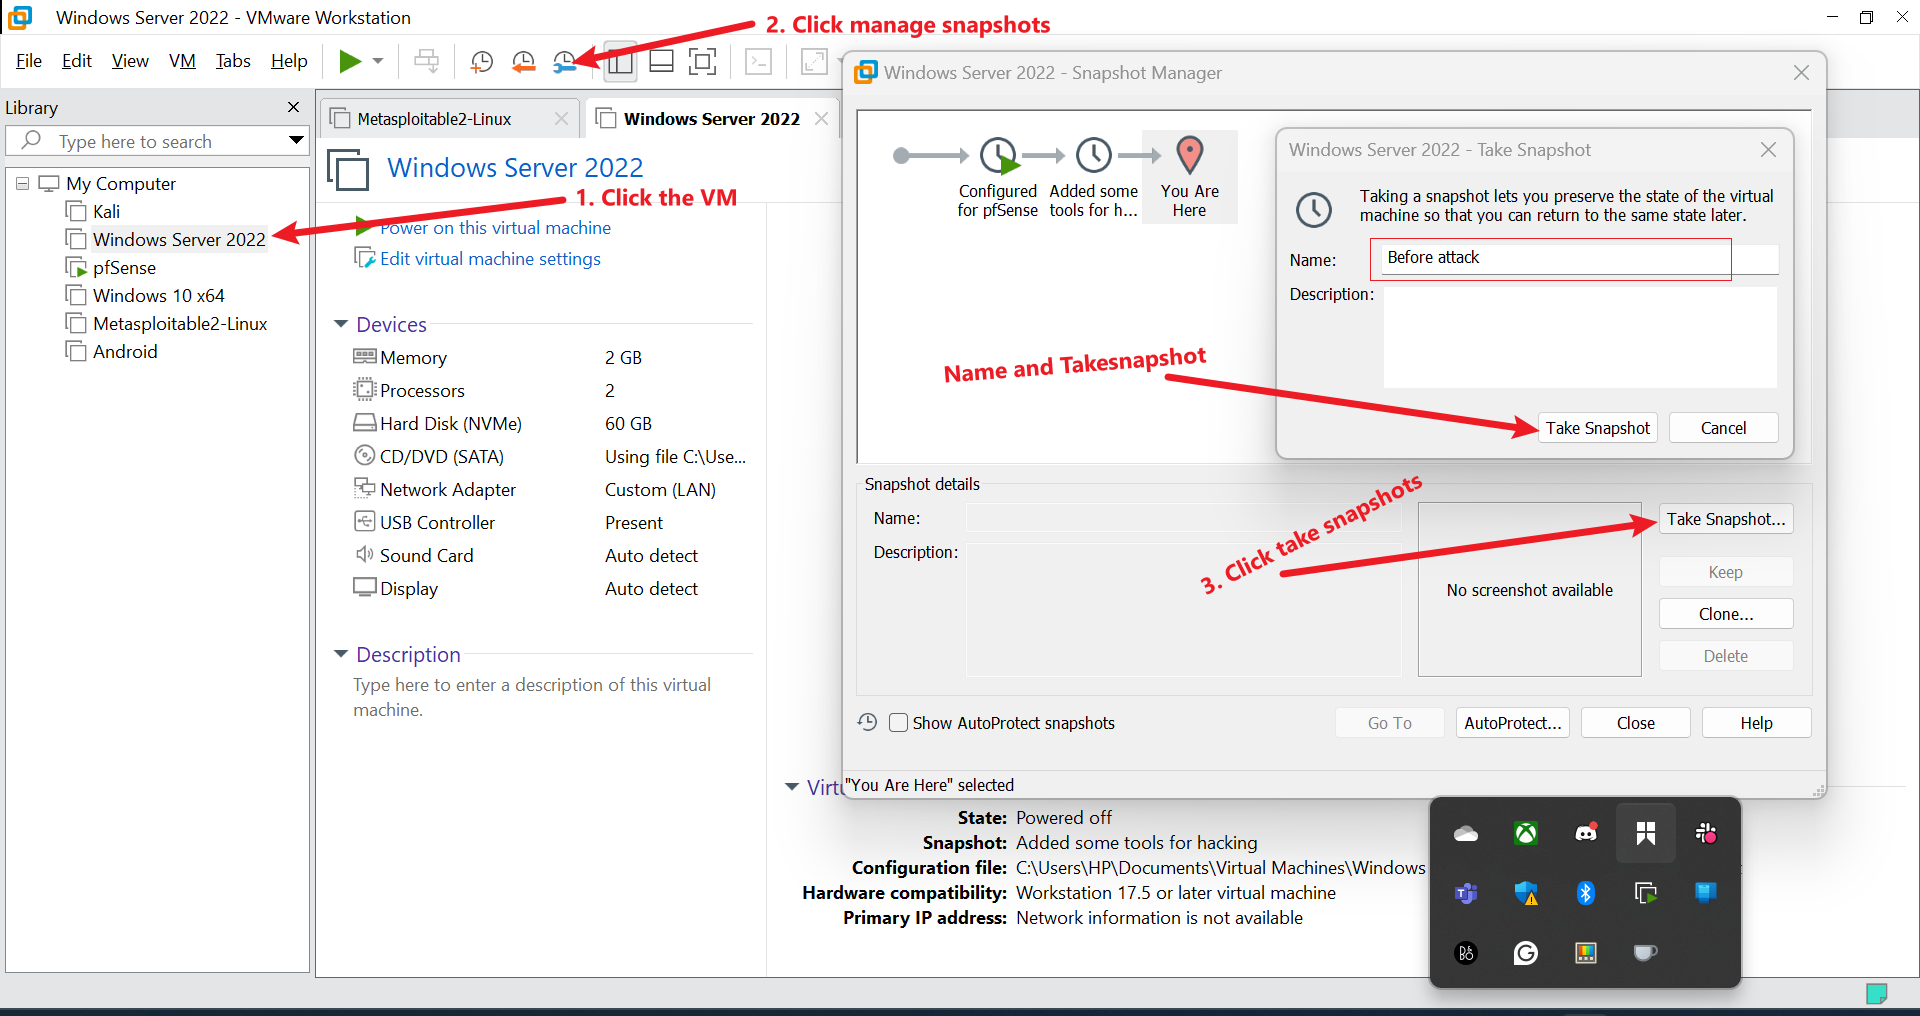 Windows Server 2022 - VMware Workstation
2. Click manage snapshots
File Edit View VM Tabs Help
Library
Type here to search
My Computer
Kali
Windows Server 2022
pfSense
Windows 10 x64
Metasploitable2-Linux
Android
Metasploitable2-Linux
Windows Server 2022
Windows Server 2022
1. Click the VM
Power on this virtual machine
Edit virtual machine settings
Devices
Memory 2 GB
Processors 2
Hard Disk (NVMe) 60 GB
CD/DVD (SATA) Using file C:\Use...
Network Adapter Custom (LAN)
USB Controller Present
Sound Card Auto detect
Display Auto detect
Description
Type here to enter a description of this virtual
machine.
Windows Server 2022 - Snapshot Manager
Configured
for pfSense
Added some
tools for h...
You Are
Here
Windows Server 2022 - Take Snapshot
Taking a snapshot lets you preserve the state of the virtual
machine so that you can return to the same state later.
Name: Before attack
Description:
Name and Takesnapshot
Take Snapshot Cancel
Snapshot details
Name:
Description:
3. Click take snapshots
No screenshot available
Take Snapshot...
Keep
Clone...
Delete
Show AutoProtect snapshots
Go To AutoProtect... Close Help
"You Are Here" selected
Virtu
State: Powered off
Snapshot: Added some tools for hacking
Configuration file: C:\Users\HP\Documents\Virtual Machines\Windows
Hardware compatibility: Workstation 17.5 or later virtual machine
Primary IP address: Network information is not available